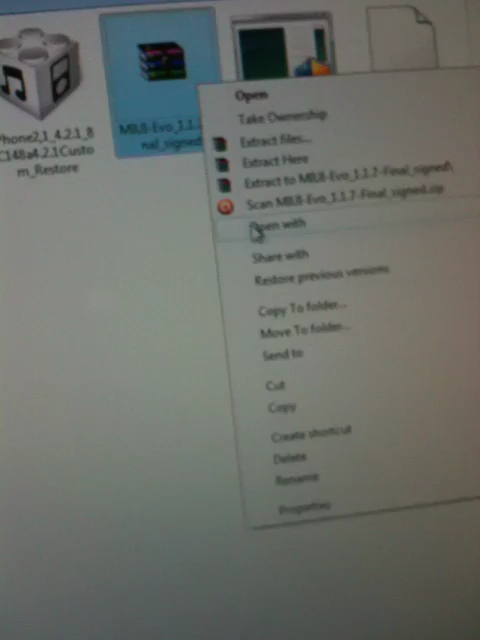 Phone2,1_4.2.1_8
C148a4.2.1Custo
m_Restore
MIUI-Evo_1.1.
nal_signed
Open
Take Ownership
Extract files...
Extract Here
Extract to MIUI-Evo_1.1.7-Final_signed\
Scan MIUI-Evo_1.1.7-Final_signed.zip
Open with
Share with
Restore previous versions
Copy To folder...
Move To folder...
Send to
Cut
Copy
Create shortcut
Delete
Rename
Properties